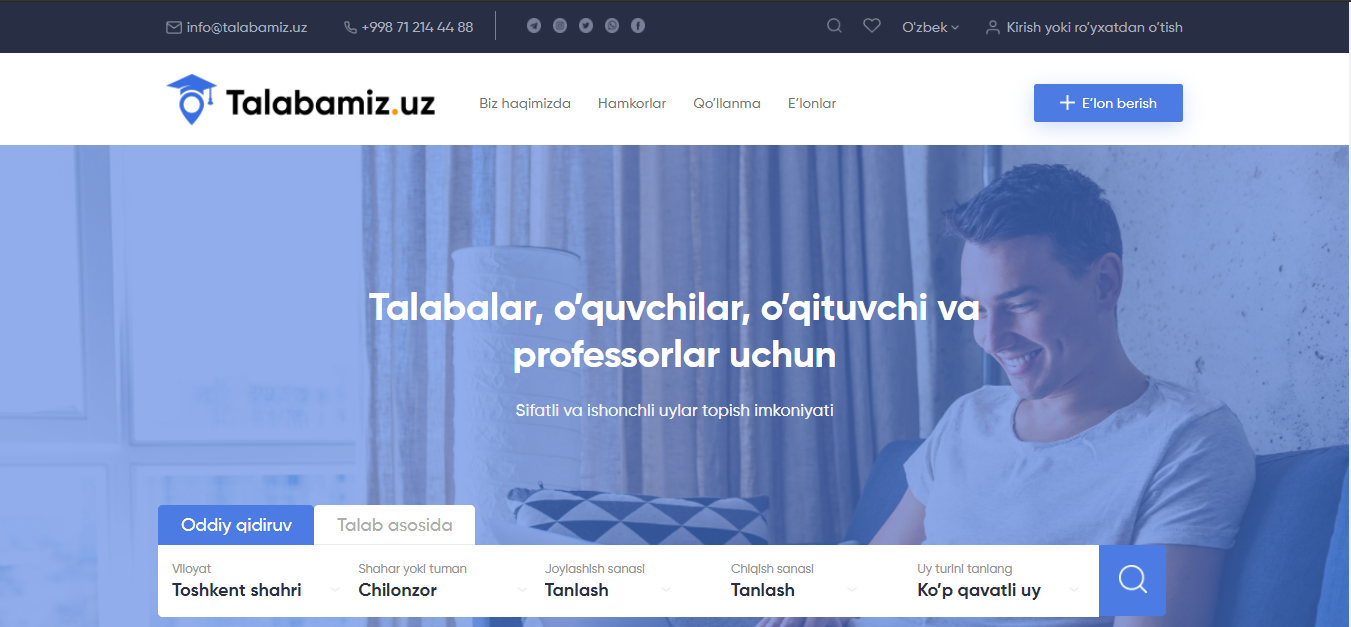 info@talabamiz.uz +998 71 214 44 88 O'zbek Kirish yoki ro‘yxatdan o‘tish
Talabamiz.uz Biz haqimizda Hamkorlar Qo‘llanma E’lonlar + E’lon berish
Talabalar, o‘quvchilar, o‘qituvchi va
professorlar uchun
Sifatli va ishonchli uylar topish imkoniyati
Oddiy qidiruv Talab asosida
Viloyat Shahar yoki tuman Joylashish sanasi Chiqish sanasi Uy turini tanlang
Toshkent shahri Chilonzor Tanlash Tanlash Ko‘p qavatli uy